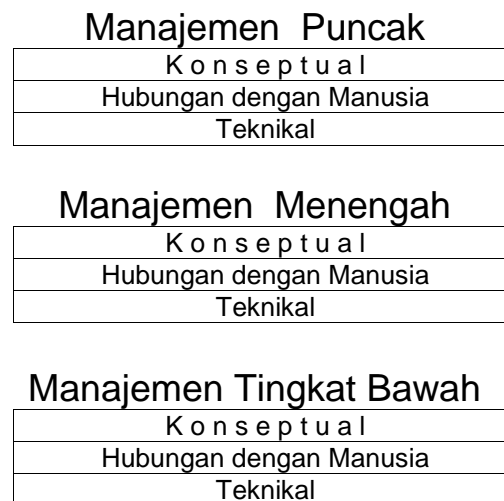 Manajemen Puncak
K o n s e p t u a l
Hubungan dengan Manusia
Teknikal
Manajemen Menengah
K o n s e p t u a l
Hubungan dengan Manusia
Teknikal
Manajemen Tingkat Bawah
K o n s e p t u a l
Hubungan dengan Manusia
Teknikal